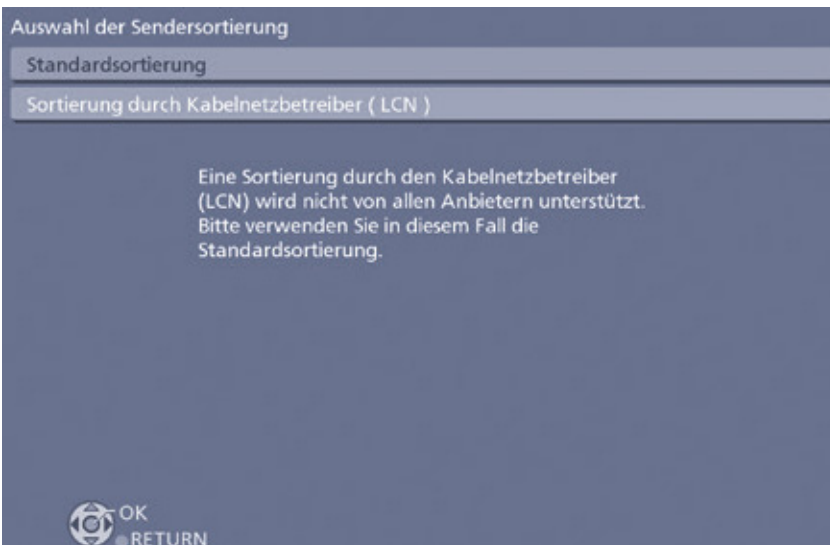 Auswahl der Sendersortierung
Standardsortierung
Sortierung durch Kabelnetzbetreiber ( LCN )
Eine Sortierung durch den Kabelnetzbetreiber
(LCN) wird nicht von allen Anbietern unterstützt.
Bitte verwenden Sie in diesem Fall die
Standardsortierung.
OK
RETURN